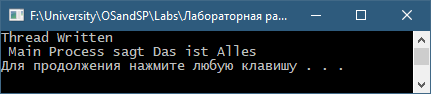 F:\University\OSandSP\Labs\Лабораторная ра...
Thread Written
Main Process sagt Das ist Alles
Для продолжения нажмите любую клавишу . . .